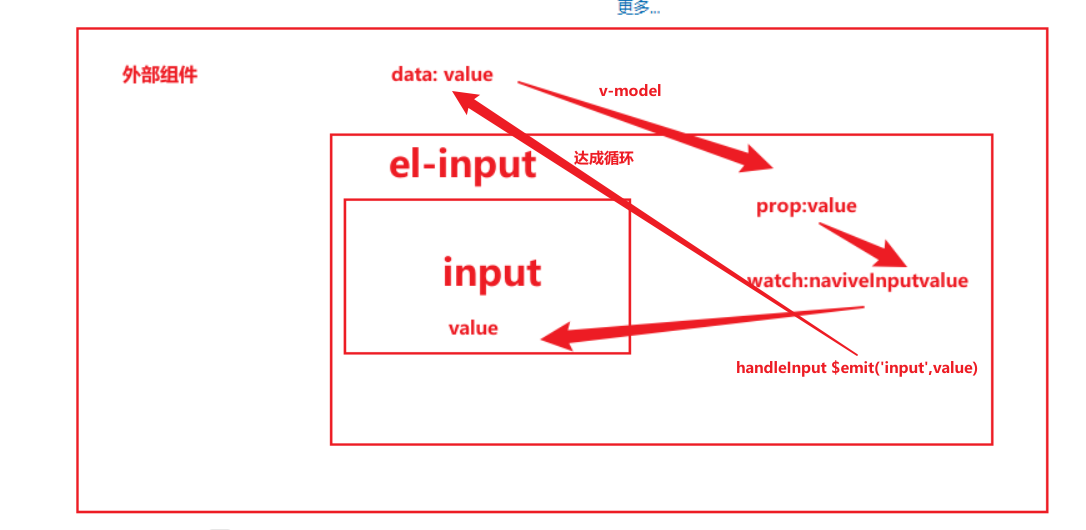 更多...
外部组件
data: value
v-model
达成循环
el-input
prop:value
input
watch:naviveInputvalue
value
handleInput $emit('input',value)